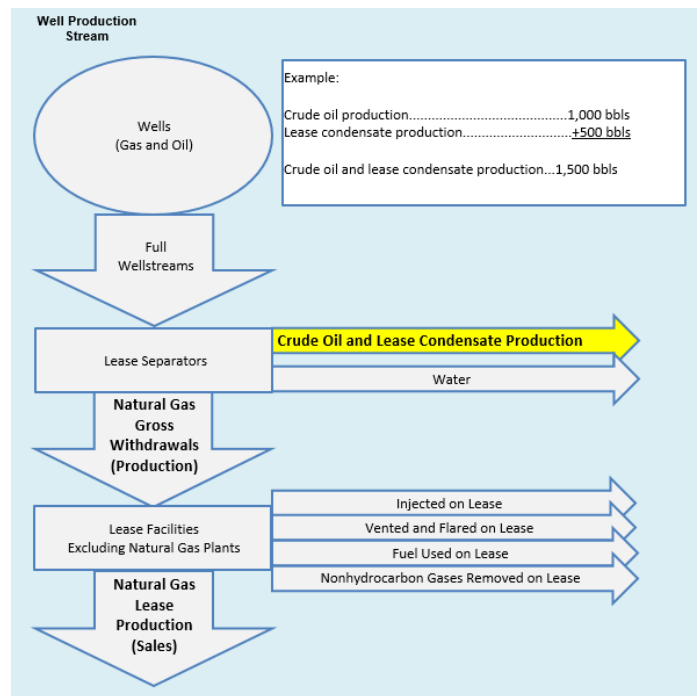 Well Production
Stream
Example:
Crude oil production.......................................1,000 bbls
Lease condensate production...........................+500 bbls
Crude oil and lease condensate production...1,500 bbls
Wells
(Gas and Oil)
Full
Wellstreams
Crude Oil and Lease Condensate Production
Lease Separators
Water
Natural Gas
Gross
Withdrawals
(Production)
Injected on Lease
Lease Facilities
Excluding Natural Gas Plants
Vented and Flared on Lease
Fuel Used on Lease
Nonhydrocarbon Gases Removed on Lease
Natural Gas
Lease
Production
(Sales)